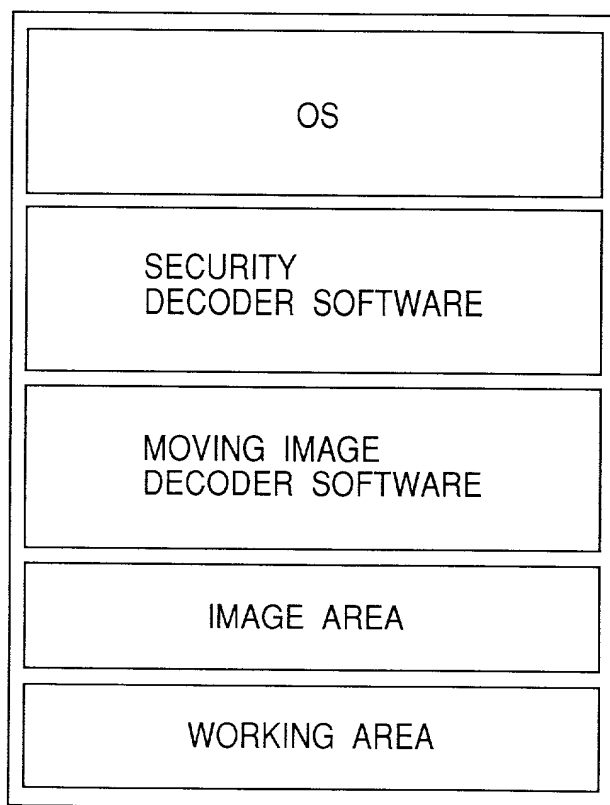 OS
SECURITY
DECODER SOFTWARE
MOVING IMAGE
DECODER SOFTWARE
IMAGE AREA
WORKING AREA